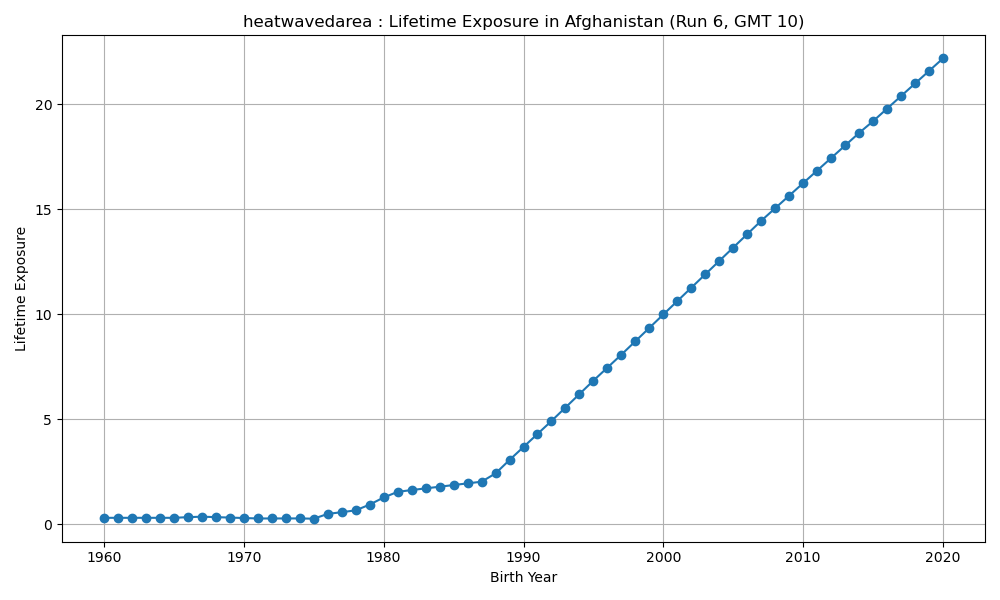 heatwavedarea : Lifetime Exposure in Afghanistan (Run 6, GMT 10)
Lifetime Exposure
20
15
10
5
0
1960 1970 1980 1990 2000 2010 2020
Birth Year